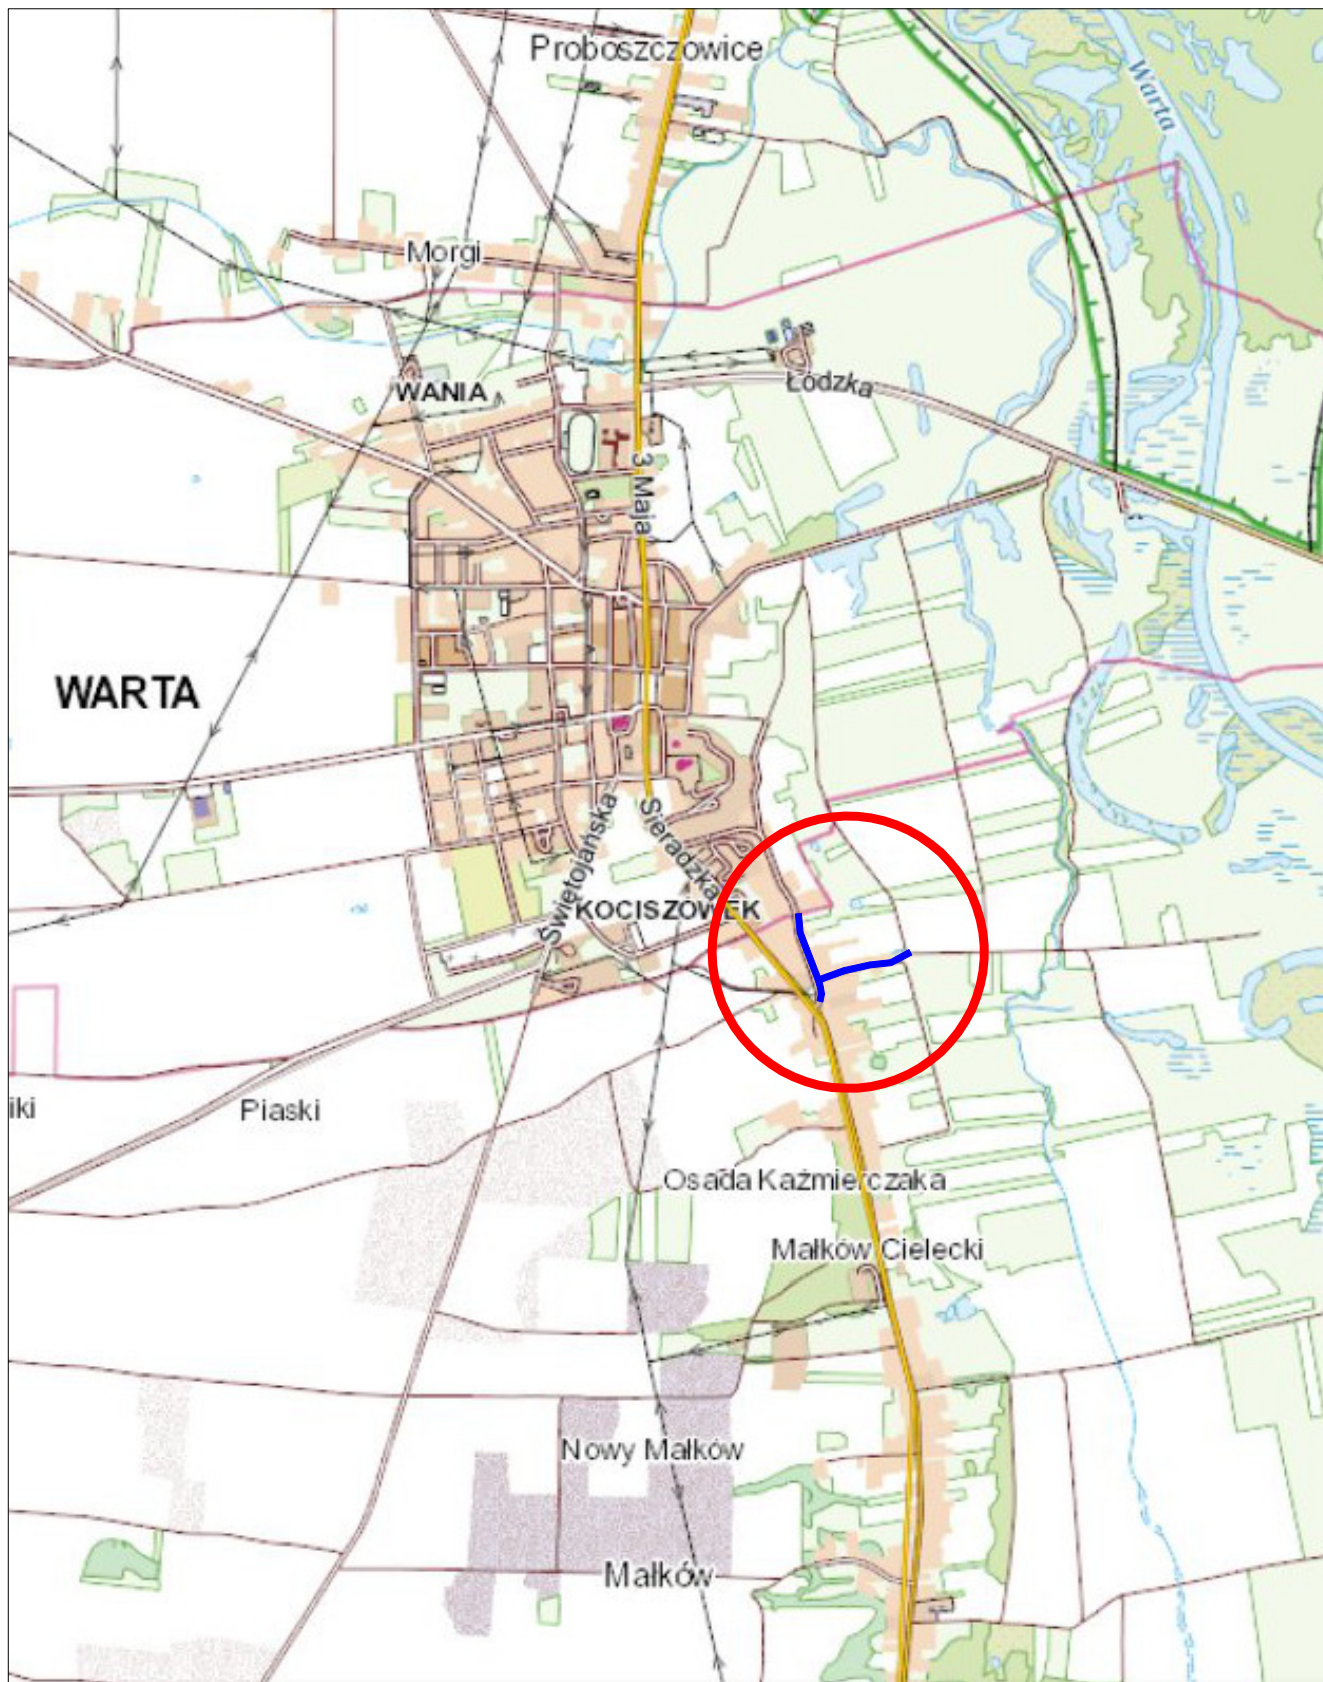 Proboszczowice
Warta
Morgi
WANIA
Łódzka
3 Maja
WARTA
Świętojańska
Sieradzka
KOCISZÓWEK
iki
Piaski
Osada Kaźmierczaka
Małków Cielecki
Nowy Małków
Małków